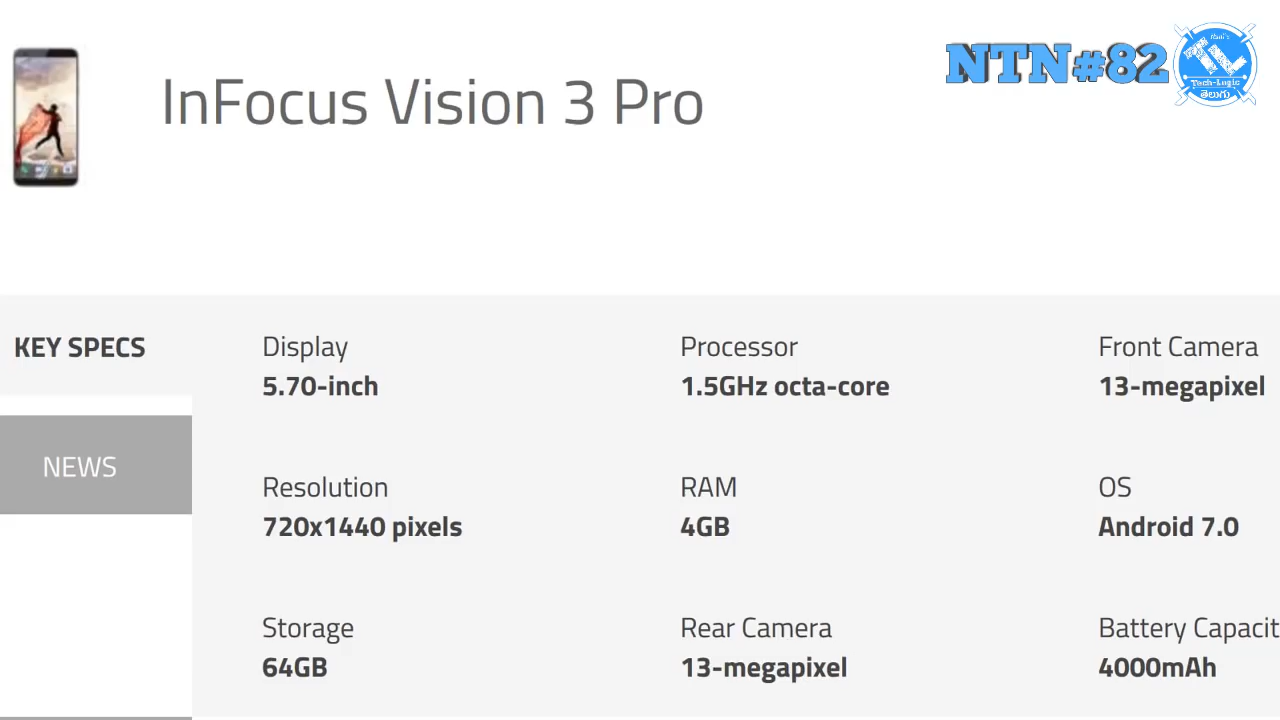 NTN#82
Tech-Logic
తెలుగు
InFocus Vision 3 Pro
KEY SPECS
NEWS
Display
5.70-inch
Processor
1.5GHz octa-core
Front Camera
13-megapixel
Resolution
720x1440 pixels
RAM
4GB
OS
Android 7.0
Storage
64GB
Rear Camera
13-megapixel
Battery Capacit
4000mAh